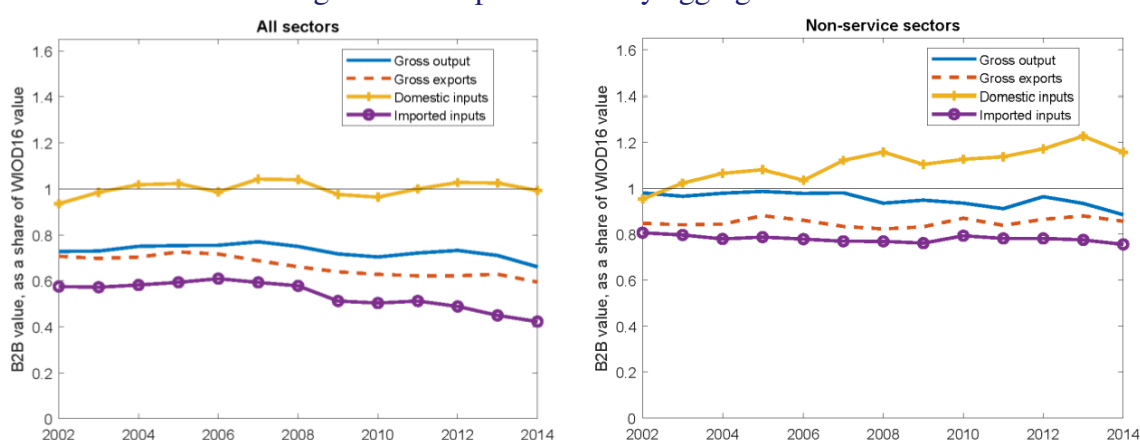 All sectors
B2B value, as a share of WIOD16 value
1.6
1.4
1.2
1
0.8
0.6
0.4
0.2
0
Gross output
Gross exports
Domestic inputs
Imported inputs
2002 2004 2006 2008 2010 2012 2014
Non-service sectors
B2B value, as a share of WIOD16 value
1.6
1.4
1.2
1
0.8
0.6
0.4
0.2
0
Gross output
Gross exports
Domestic inputs
Imported inputs
2002 2004 2006 2008 2010 2012 2014